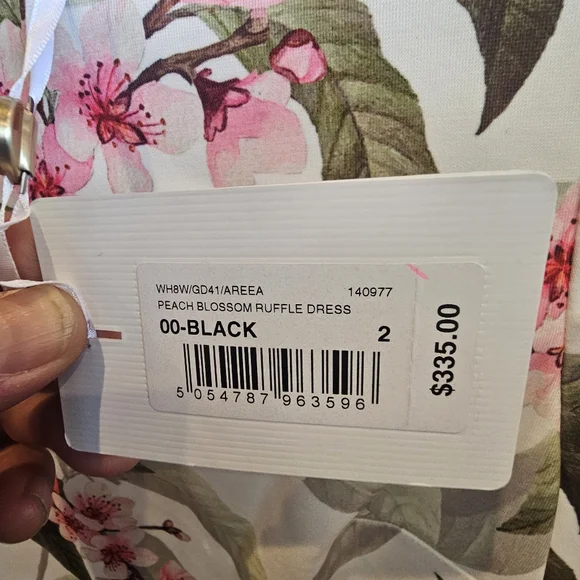 WH8W/GD41/AREEA 140977
PEACH BLOSSOM RUFFLE DRESS
00-BLACK 2
5 054787 963596
$335.00